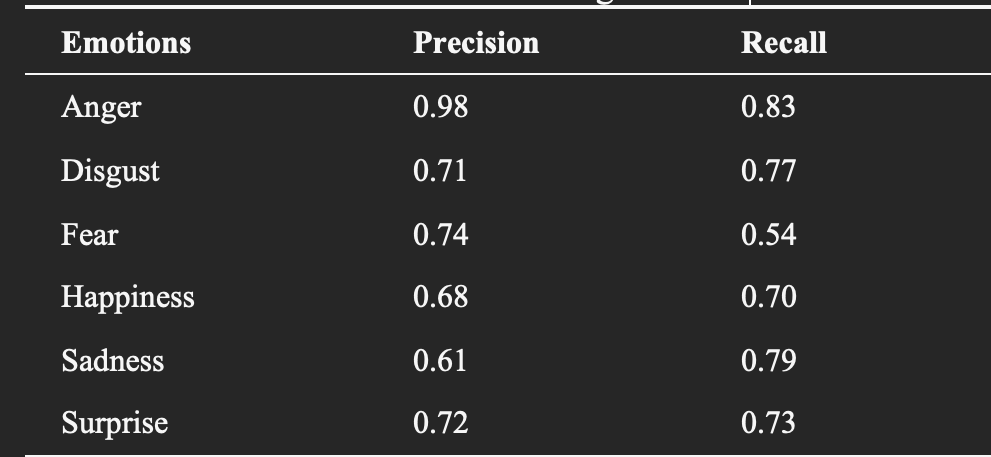 Emotions Precision Recall
Anger 0.98 0.83
Disgust 0.71 0.77
Fear 0.74 0.54
Happiness 0.68 0.70
Sadness 0.61 0.79
Surprise 0.72 0.73